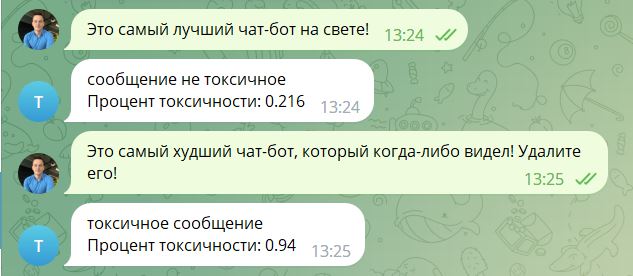 Это самый лучший чат-бот на свете!
13:24
сообщение не токсичное
Процент токсичности: 0.216
13:24
Это самый худший чат-бот, который когда-либо видел! Удалите
его!
13:25
Т
токсичное сообщение
Процент токсичности: 0.94
13:25
Т